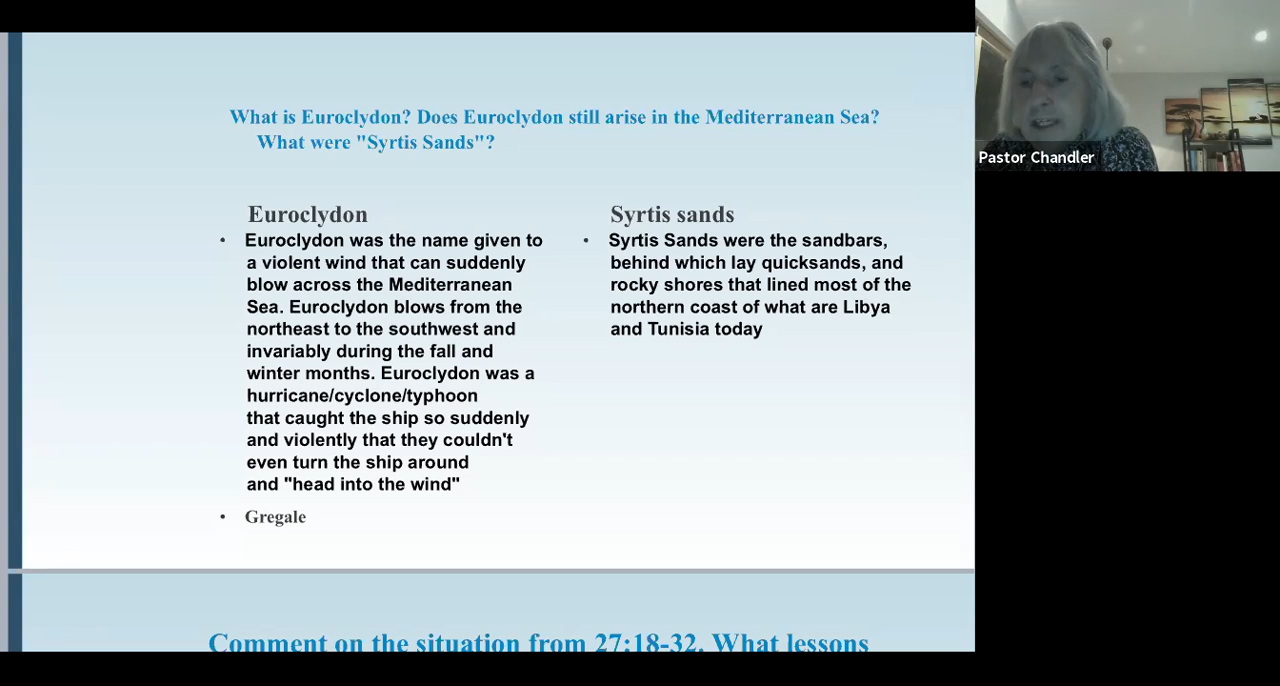 What is Euroclydon? Does Euroclydon still arise in the Mediterranean Sea?
What were "Syrtis Sands"?
Euroclydon
• Euroclydon was the name given to
a violent wind that can suddenly
blow across the Mediterranean
Sea. Euroclydon blows from the
northeast to the southwest and
invariably during the fall and
winter months. Euroclydon was a
hurricane/cyclone/typhoon
that caught the ship so suddenly
and violently that they couldn't
even turn the ship around
and "head into the wind"
• Gregale
Syrtis sands
• Syrtis Sands were the sandbars,
behind which lay quicksands, and
rocky shores that lined most of the
northern coast of what are Libya
and Tunisia today
Comment on the situation from 27:18-32. What lessons
Pastor Chandler